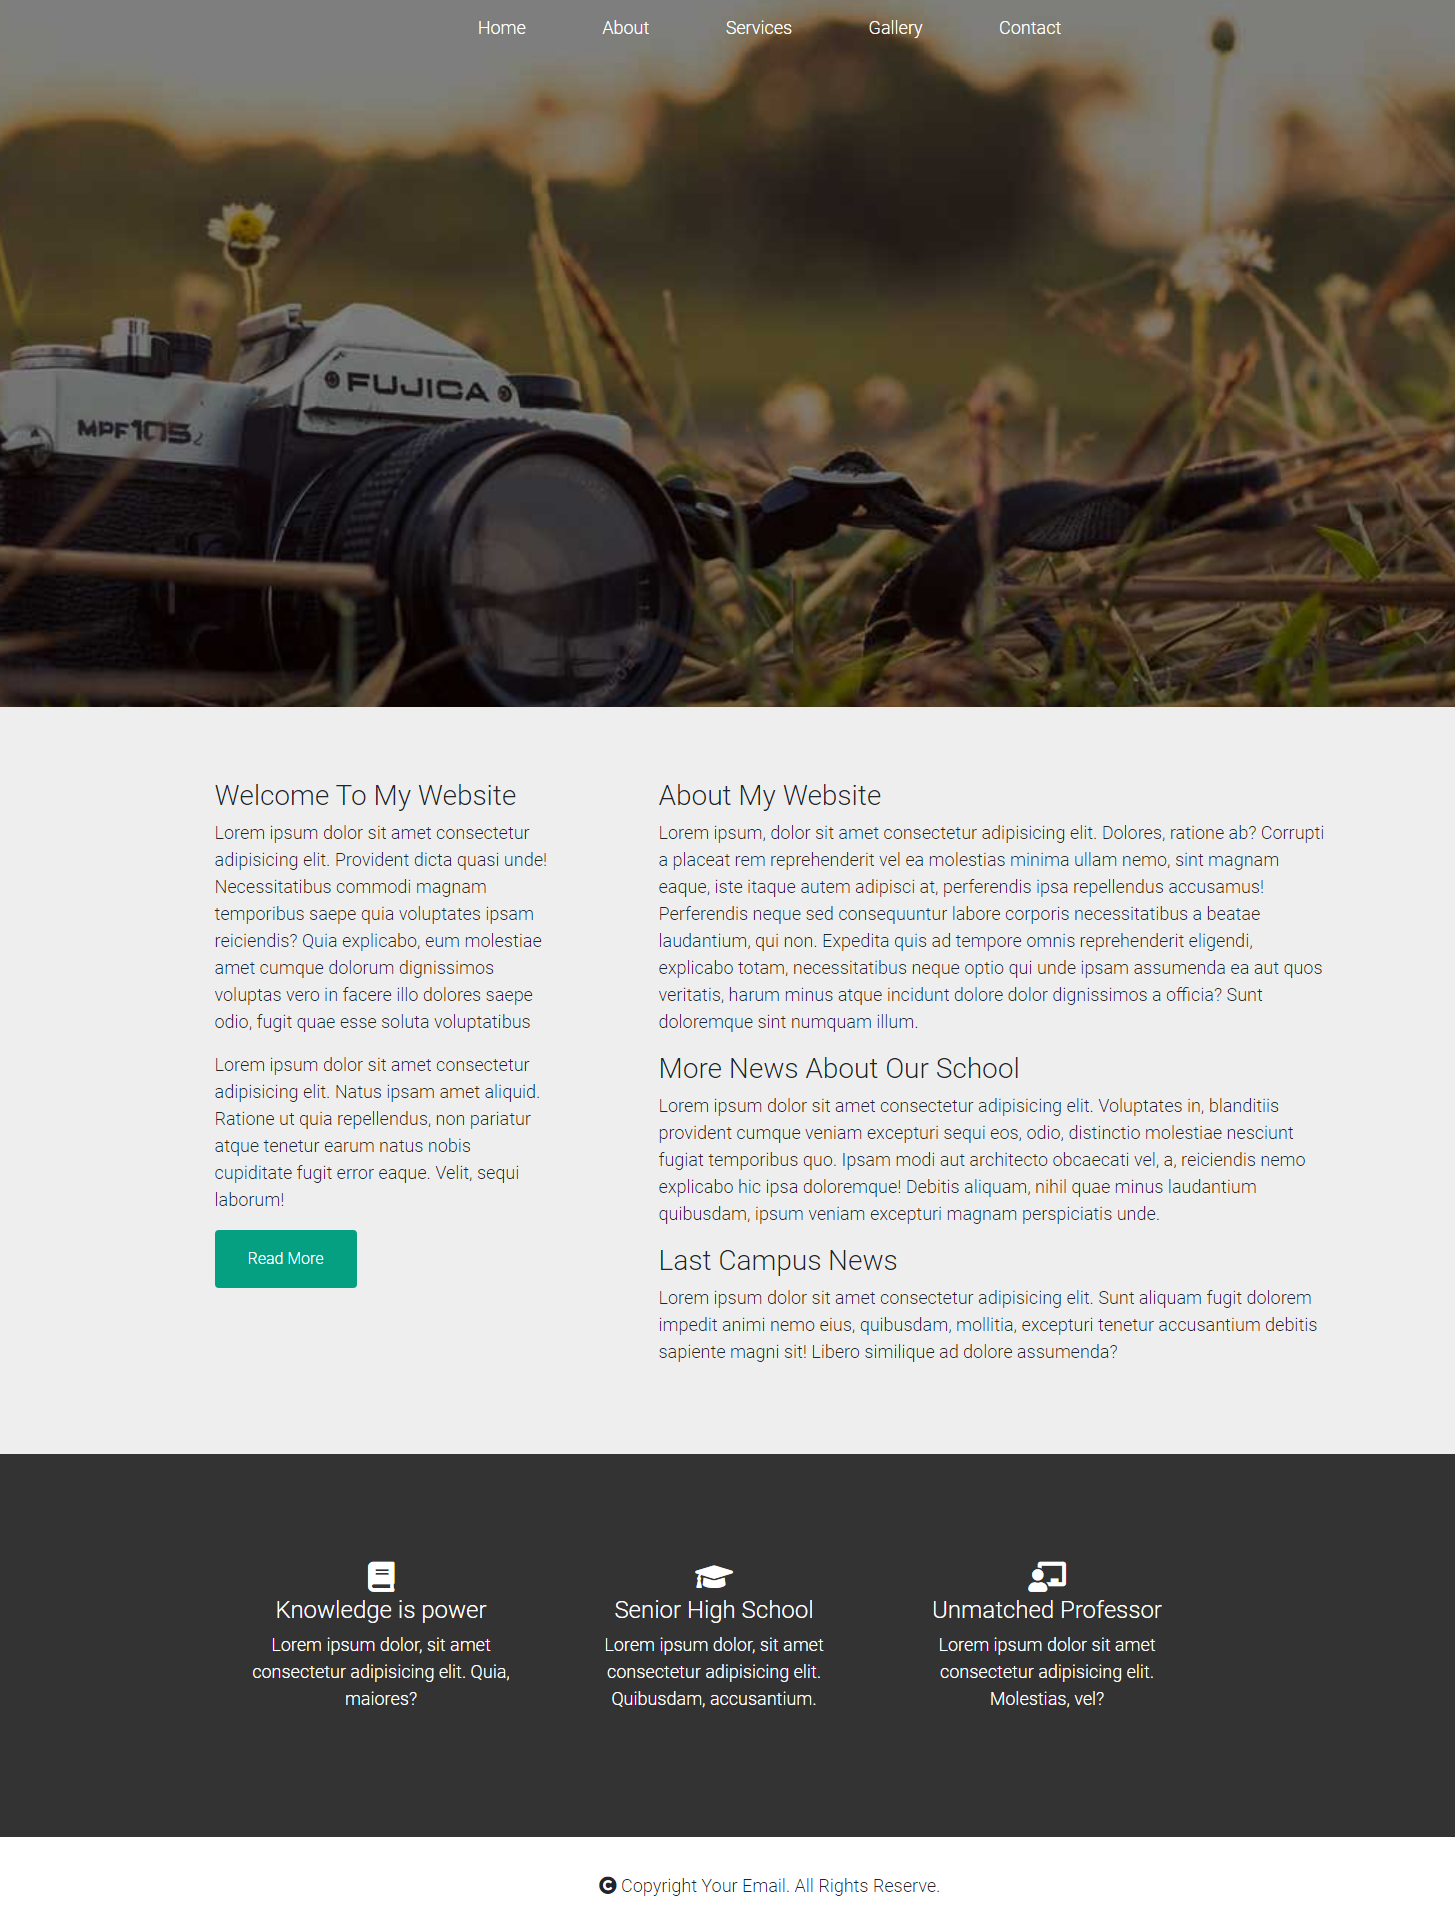 Home About Services Gallery Contact
FUJICA
MPF105
Welcome To My Website
Lorem ipsum dolor sit amet consectetur
adipisicing elit. Provident dicta quasi unde!
Necessitatibus commodi magnam
temporibus saepe quia voluptates ipsam
reiciendis? Quia explicabo, eum molestiae
amet cumque dolorum dignissimos
voluptas vero in facere illo dolores saepe
odio, fugit quae esse soluta voluptatibus
Lorem ipsum dolor sit amet consectetur
adipisicing elit. Natus ipsam amet aliquid.
Ratione ut quia repellendus, non pariatur
atque tenetur earum natus nobis
cupiditate fugit error eaque. Velit, sequi
laborum!
Read More
About My Website
Lorem ipsum, dolor sit amet consectetur adipisicing elit. Dolores, ratione ab? Corrupti
a placeat rem reprehenderit vel ea molestias minima ullam nemo, sint magnam
eaque, iste itaque autem adipisci at, perferendis ipsa repellendus accusamus!
Perferendis neque sed consequuntur labore corporis necessitatibus a beatae
laudantium, qui non. Expedita quis ad tempore omnis reprehenderit eligendi,
explicabo totam, necessitatibus neque optio qui unde ipsam assumenda ea aut quos
veritatis, harum minus atque incidunt dolore dolor dignissimos a officia? Sunt
doloremque sint numquam illum.
More News About Our School
Lorem ipsum dolor sit amet consectetur adipisicing elit. Voluptates in, blanditiis
provident cumque veniam excepturi sequi eos, odio, distinctio molestiae nesciunt
fugiat temporibus quo. Ipsam modi aut architecto obcaecati vel, a, reiciendis nemo
explicabo hic ipsa doloremque! Debitis aliquam, nihil quae minus laudantium
quibusdam, ipsum veniam excepturi magnam perspiciatis unde.
Last Campus News
Lorem ipsum dolor sit amet consectetur adipisicing elit. Sunt aliquam fugit dolorem
impedit animi nemo eius, quibusdam, mollitia, excepturi tenetur accusantium debitis
sapiente magni sit! Libero similique ad dolore assumenda?
Knowledge is power
Lorem ipsum dolor, sit amet
consectetur adipisicing elit. Quia,
maiores?
Senior High School
Lorem ipsum dolor, sit amet
consectetur adipisicing elit.
Quibusdam, accusantium.
Unmatched Professor
Lorem ipsum dolor sit amet
consectetur adipisicing elit.
Molestias, vel?
Copyright Your Email. All Rights Reserve.